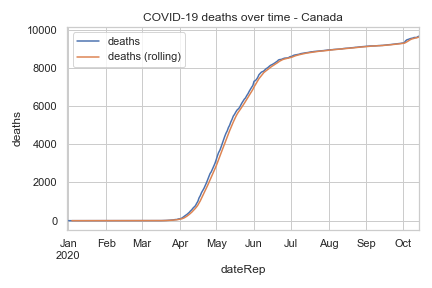 COVID-19 deaths over time - Canada
deaths
deaths (rolling)
10000
8000
6000
4000
2000
0
deaths
Jan Feb Mar Apr May Jun Jul Aug Sep Oct
2020
dateRep